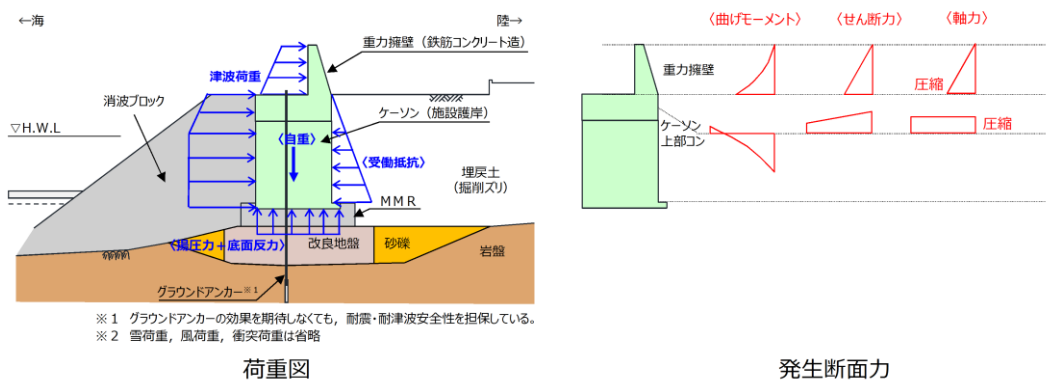 ←海
陸→
重力擁壁（鉄筋コンクリート造）
津波荷重
消波ブロック
▽H.W.L
ケーソン（施設護岸）
〈自重〉
〈受働抵抗〉
埋戻土
（掘削ズリ）
ＭＭＲ
〈揚圧力＋底面反力〉
改良地盤
砂礫
岩盤
グラウンドアンカー※１
※１　グラウンドアンカーの効果を期待しなくても，耐震・耐津波安全性を担保している。
※２　雪荷重，風荷重，衝突荷重は省略
荷重図
〈曲げモーメント〉
〈せん断力〉
〈軸力〉
重力擁壁
圧縮
ケーソン
上部コン
圧縮
発生断面力